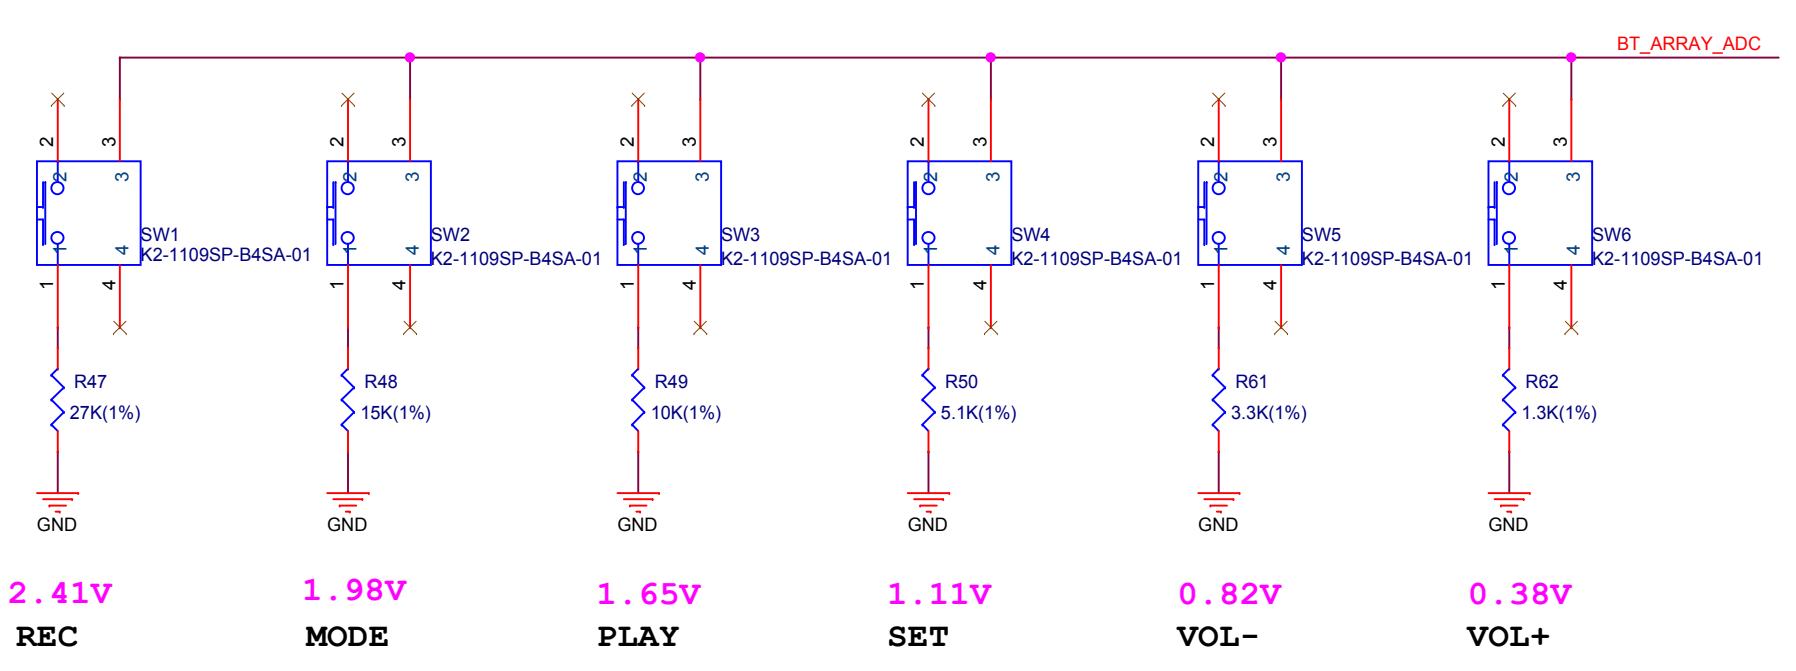 BT_ARRAY_ADC
2 3 2 3 2 3 2 3 2 3 2 3
2 3 2 3 2 3 2 3 2 3 2 3
SW1 SW2 SW3 SW4 SW5 SW6
1 4 1 4 1 4 1 4 1 4 1 4
K2-1109SP-B4SA-01 K2-1109SP-B4SA-01 K2-1109SP-B4SA-01 K2-1109SP-B4SA-01 K2-1109SP-B4SA-01 K2-1109SP-B4SA-01
1 4 1 4 1 4 1 4 1 4 1 4
R47 R48 R49 R50 R61 R62
27K(1%) 15K(1%) 10K(1%) 5.1K(1%) 3.3K(1%) 1.3K(1%)
GND GND GND GND GND GND
2.41V 1.98V 1.65V 1.11V 0.82V 0.38V
REC MODE PLAY SET VOL- VOL+